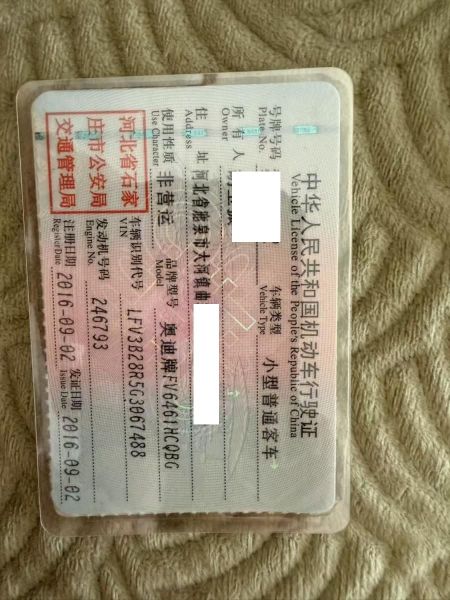 中华人民共和国机动车行驶证
Vehicle License of the People's Republic of China
号牌号码
Plate No.
车辆类型 小型普通客车
Vehicle Type
所有人
Owner
住址 河北省鹿泉市大河镇曲
Address
使用性质 非营运
Use Character
品牌型号 奥迪牌FV6461HCQBG
Model
河北省石家
庄市公安局
交通管理局
车辆识别代号 LFV3B28R5G3067488
VIN
发动机号码 246793
Engine No.
注册日期 2016-09-02
Register Date
发证日期 2016-09-02
Issue Date